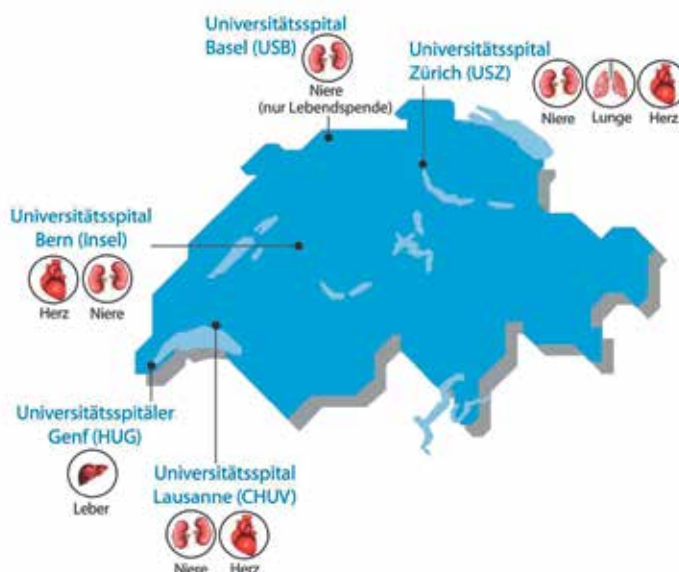 Universitätsspital
Basel (USB)
Niere
(nur Lebendspende)
Universitätsspital
Zürich (USZ)
Niere
Lunge
Herz
Universitätsspital
Bern (Insel)
Herz
Niere
Universitätsspitäler
Genf (HUG)
Leber
Universitätsspital
Lausanne (CHUV)
Niere
Herz